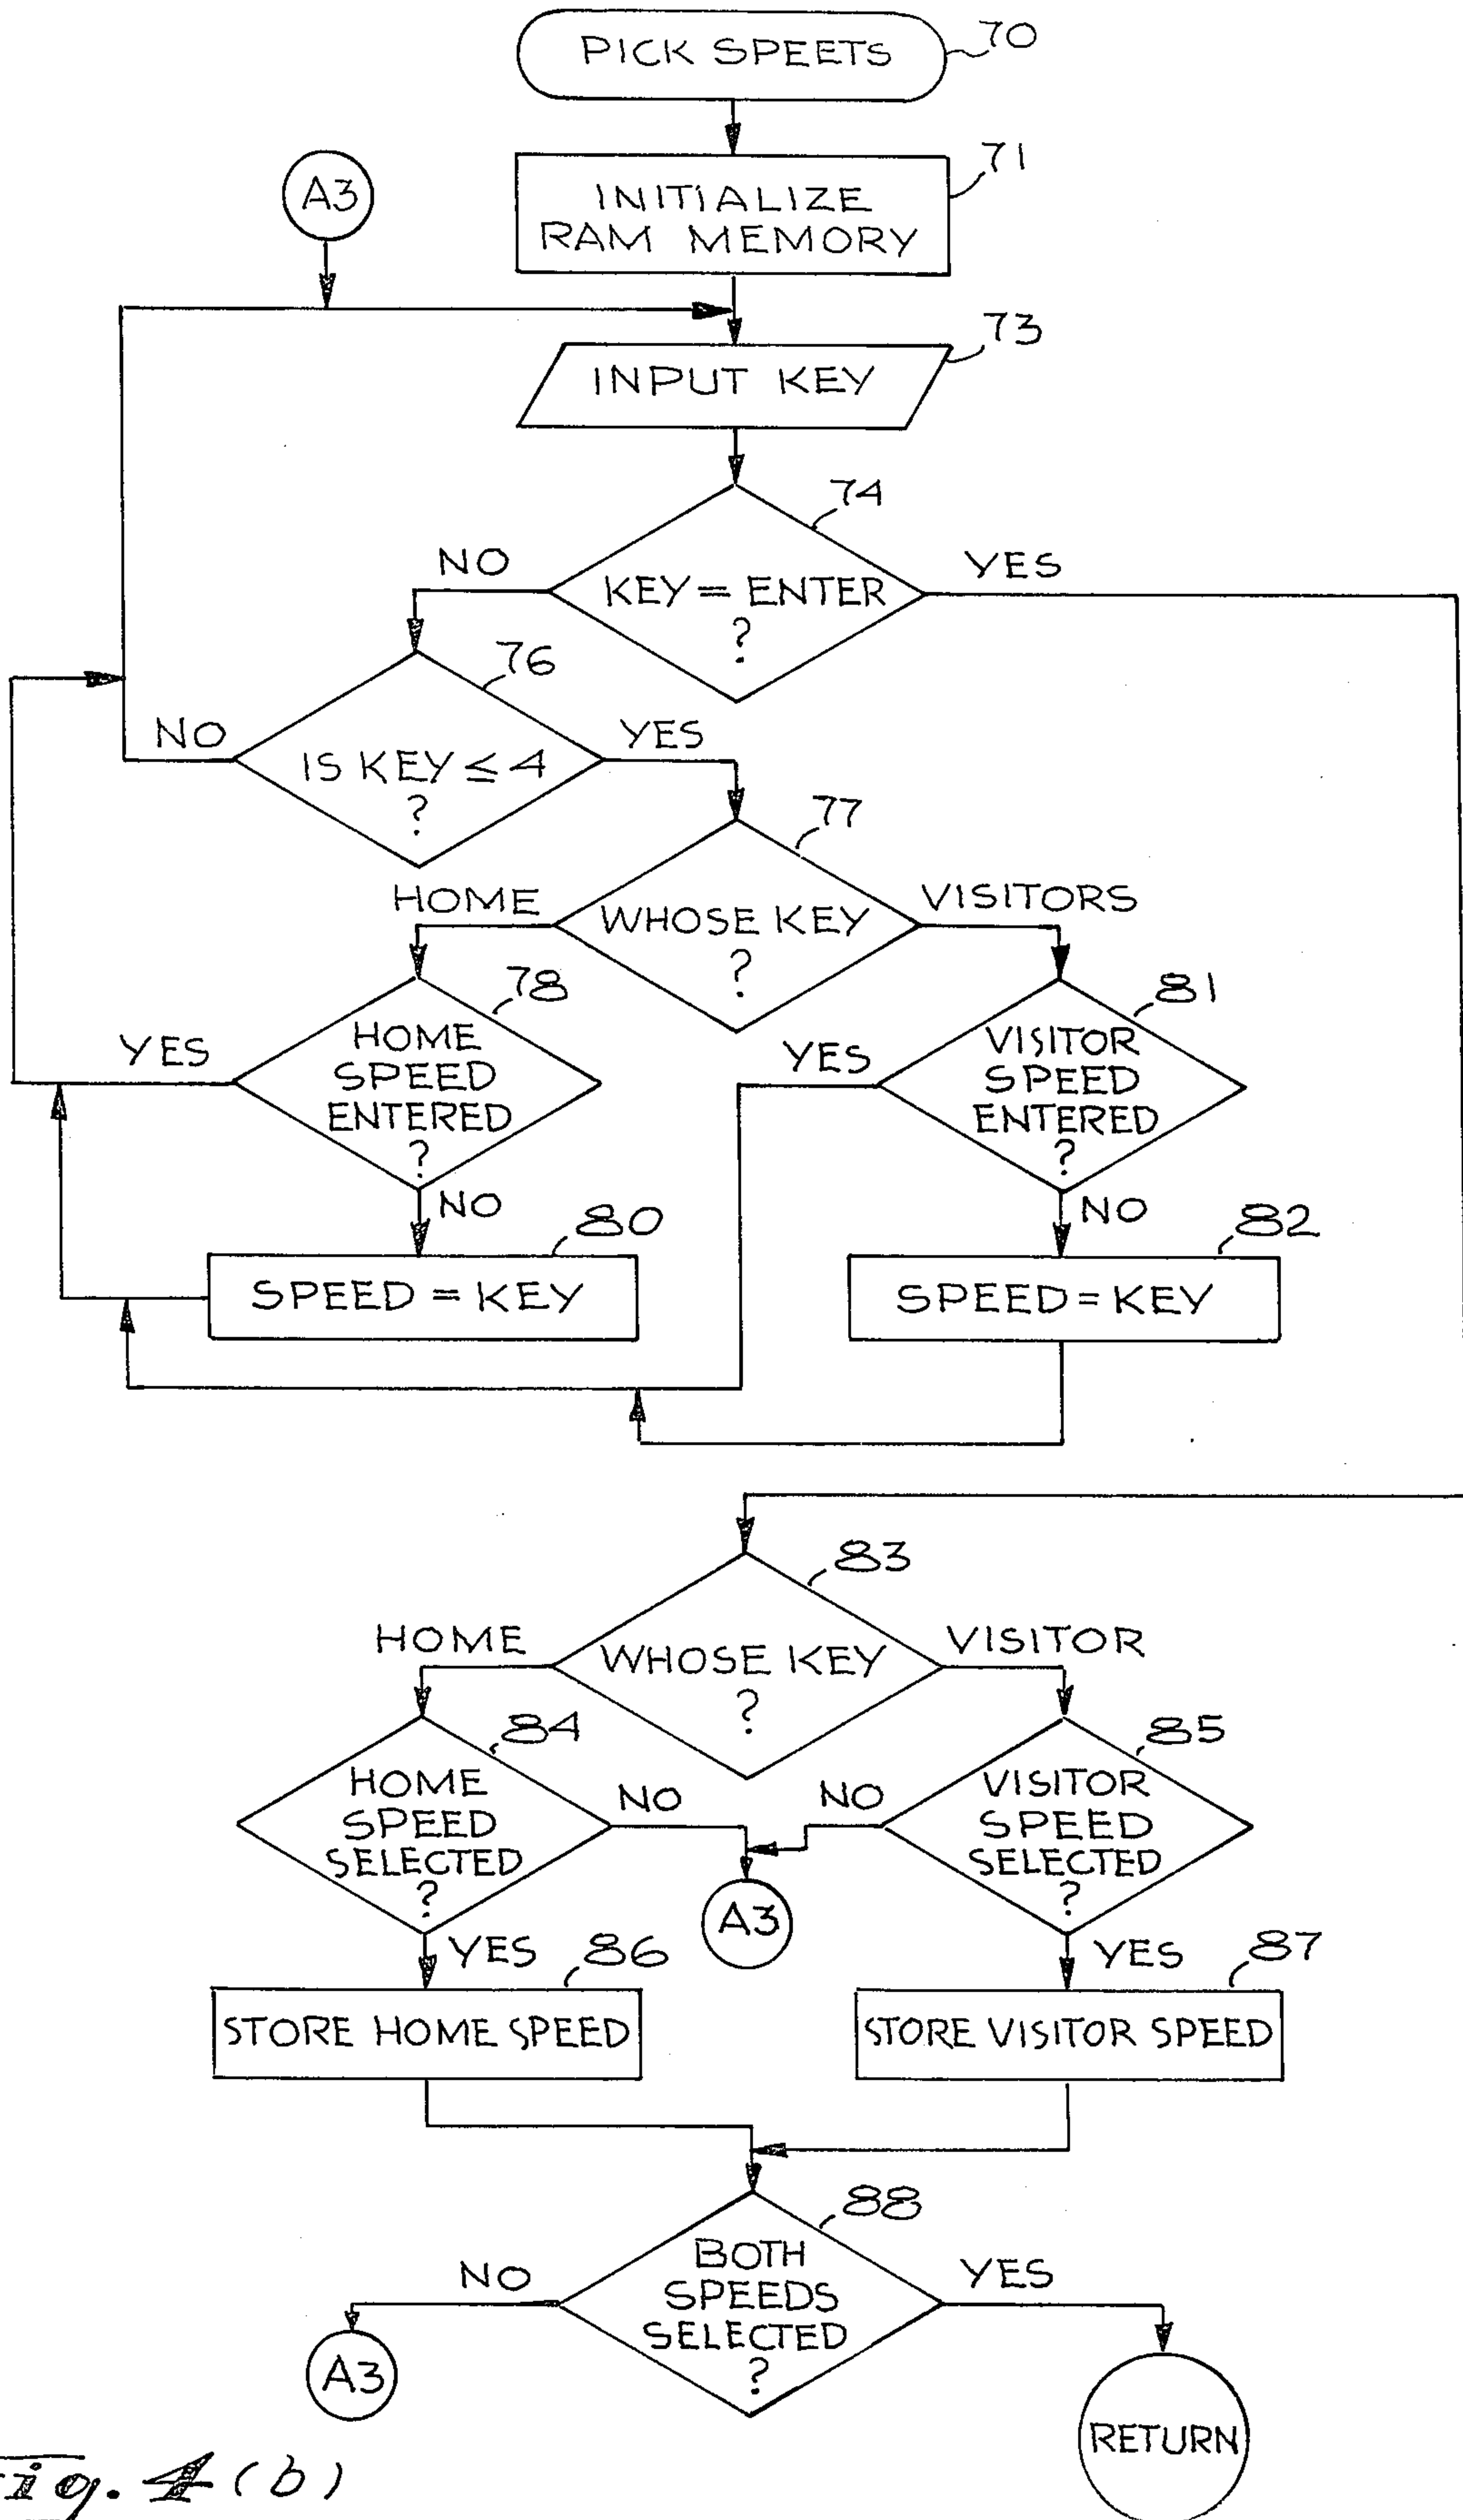 PICK SPEETS
70
71
INITIALIZE
RAM MEMORY
A3
73
INPUT KEY
74
NO
YES
KEY = ENTER
?
76
NO
YES
IS KEY ≤ 4
?
77
HOME
VISITORS
WHOSE KEY
?
78
81
HOME
SPEED
ENTERED
?
YES
VISITOR
SPEED
ENTERED
?
YES
NO
80
NO
82
SPEED = KEY
SPEED = KEY
83
HOME
VISITOR
WHOSE KEY
?
84
85
HOME
SPEED
SELECTED
?
NO
NO
VISITOR
SPEED
SELECTED
?
A3
YES
86
YES
87
STORE HOME SPEED
STORE VISITOR SPEED
88
NO
YES
BOTH
SPEEDS
SELECTED
?
A3
RETURN
ig. 4 (b)